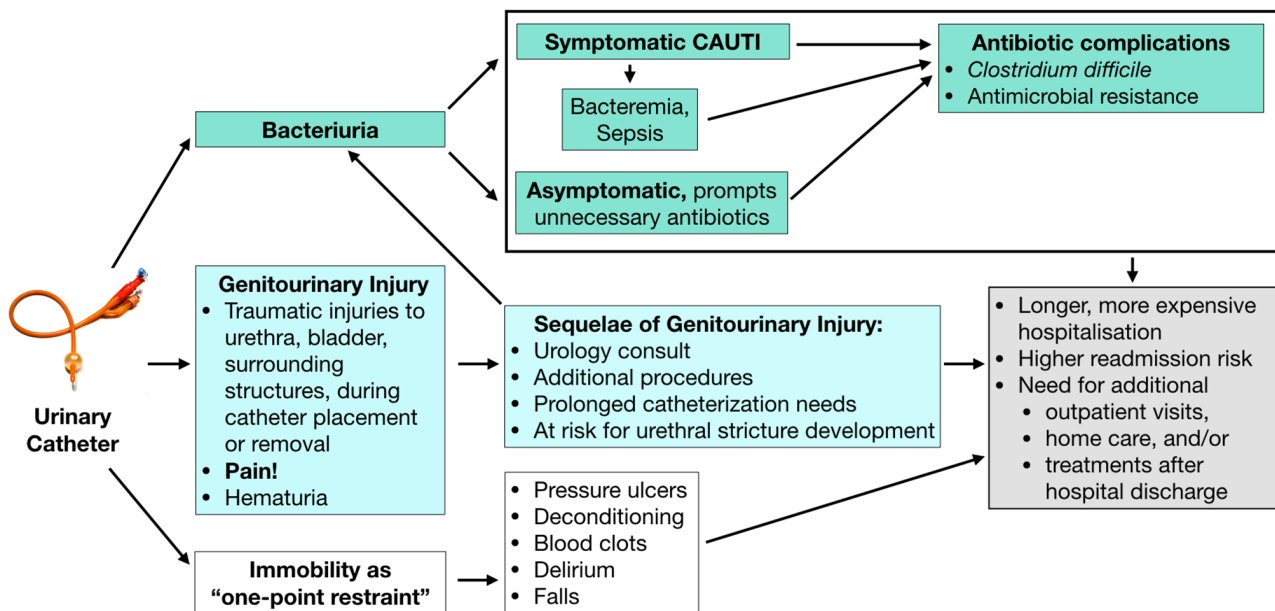 Symptomatic CAUTI
Bacteremia,
Sepsis
Asymptomatic, prompts
unnecessary antibiotics
Antibiotic complications
• Clostridium difficile
• Antimicrobial resistance
Bacteriuria
Urinary
Catheter
Genitourinary Injury
• Traumatic injuries to
urethra, bladder,
surrounding
structures, during
catheter placement
or removal
• Pain!
• Hematuria
Sequelae of Genitourinary Injury:
• Urology consult
• Additional procedures
• Prolonged catheterization needs
• At risk for urethral stricture development
• Longer, more expensive
hospitalisation
• Higher readmission risk
• Need for additional
• outpatient visits,
• home care, and/or
• treatments after
hospital discharge
Immobility as
“one-point restraint”
• Pressure ulcers
• Deconditioning
• Blood clots
• Delirium
• Falls